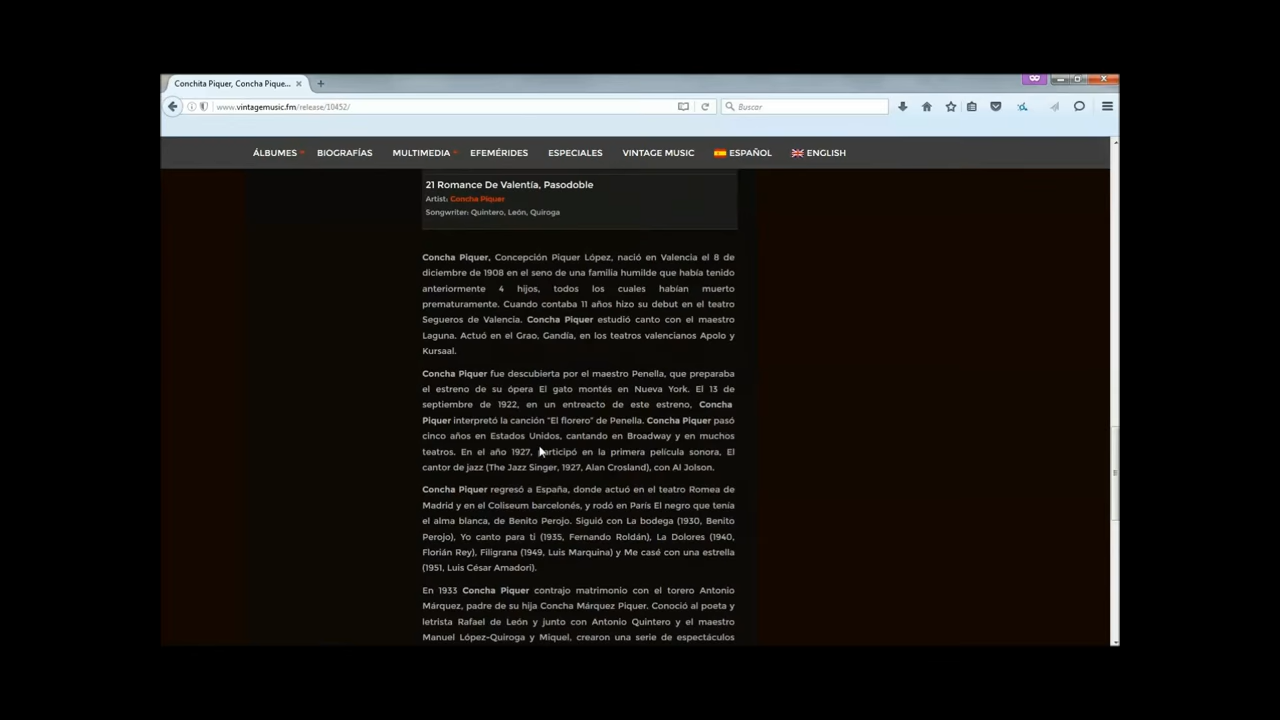 Conchita Piquer, Concha Pique...
www.vintagemusic.fm/release/10452/
Buscar
ÁLBUMES BIOGRAFÍAS MULTIMEDIA EFEMÉRIDES ESPECIALES VINTAGE MUSIC ESPAÑOL ENGLISH
21 Romance De Valentía, Pasodoble
Artist: Concha Piquer
Songwriter: Quintero, León, Quiroga
Concha Piquer, Concepción Piquer López, nació en Valencia el 8 de
diciembre de 1908 en el seno de una familia humilde que había tenido
anteriormente 4 hijos, todos los cuales habían muerto
prematuramente. Cuando contaba 11 años hizo su debut en el teatro
Segueros de Valencia. Concha Piquer estudió canto con el maestro
Laguna. Actuó en el Grao, Gandía, en los teatros valencianos Apolo y
Kursaal.
Concha Piquer fue descubierta por el maestro Penella, que preparaba
el estreno de su ópera El gato montés en Nueva York. El 13 de
septiembre de 1922, en un entreacto de este estreno, Concha
Piquer interpretó la canción "El florero" de Penella. Concha Piquer pasó
cinco años en Estados Unidos, cantando en Broadway y en muchos
teatros. En el año 1927, participó en la primera película sonora, El
cantor de jazz (The Jazz Singer, 1927, Alan Crosland), con Al Jolson.
Concha Piquer regresó a España, donde actuó en el teatro Romea de
Madrid y en el Coliseum barcelonés, y rodó en París El negro que tenía
el alma blanca, de Benito Perojo. Siguió con La bodega (1930, Benito
Perojo), Yo canto para ti (1935, Fernando Roldán), La Dolores (1940,
Florián Rey), Filigrana (1949, Luis Marquina) y Me casé con una estrella
(1951, Luis César Amadori).
En 1933 Concha Piquer contrajo matrimonio con el torero Antonio
Márquez, padre de su hija Concha Márquez Piquer. Conoció al poeta y
letrista Rafael de León y junto con Antonio Quintero y el maestro
Manuel López-Quiroga y Miquel, crearon una serie de espectáculos